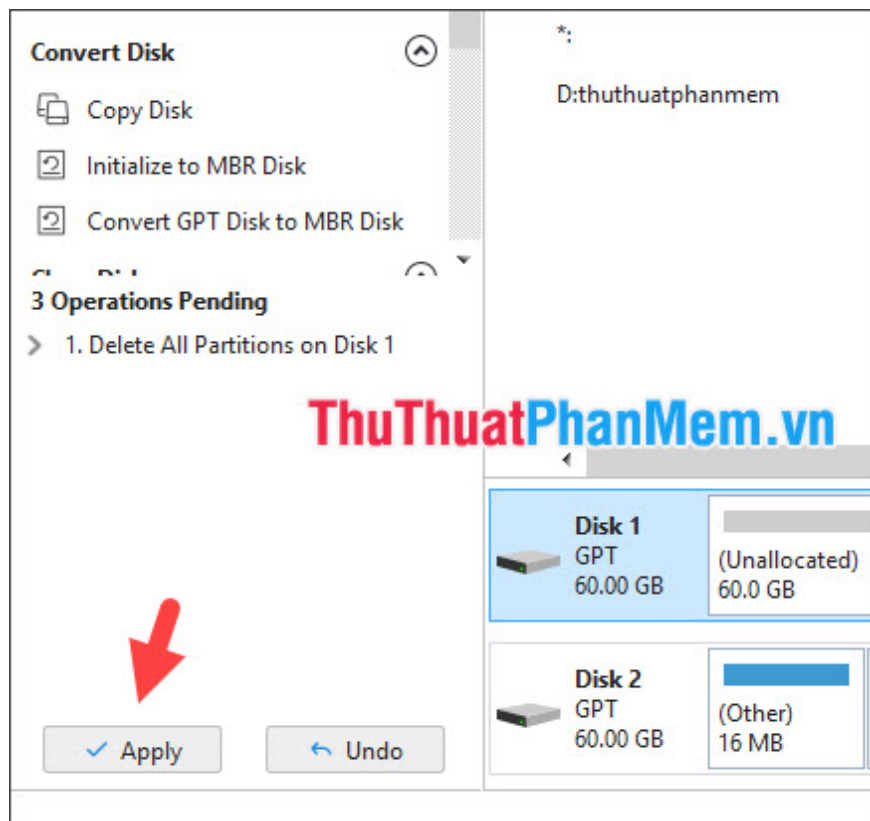 Convert Disk
Copy Disk
Initialize to MBR Disk
Convert GPT Disk to MBR Disk
3 Operations Pending
1. Delete All Partitions on Disk 1
Apply
Undo
*:
D:thuthuatphanmem
ThuThuatPhanMem.vn
Disk 1
GPT
60.00 GB
(Unallocated)
60.0 GB
Disk 2
GPT
60.00 GB
(Other)
16 MB